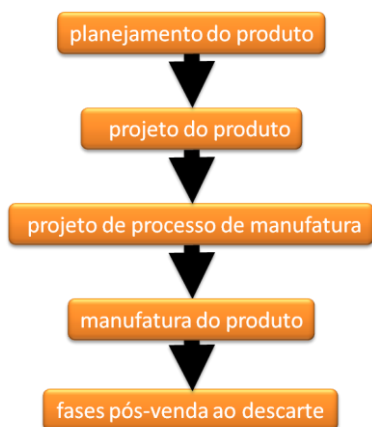 planejamento do produto
projeto do produto
projeto de processo de manufatura
manufatura do produto
fases pós-venda ao descarte